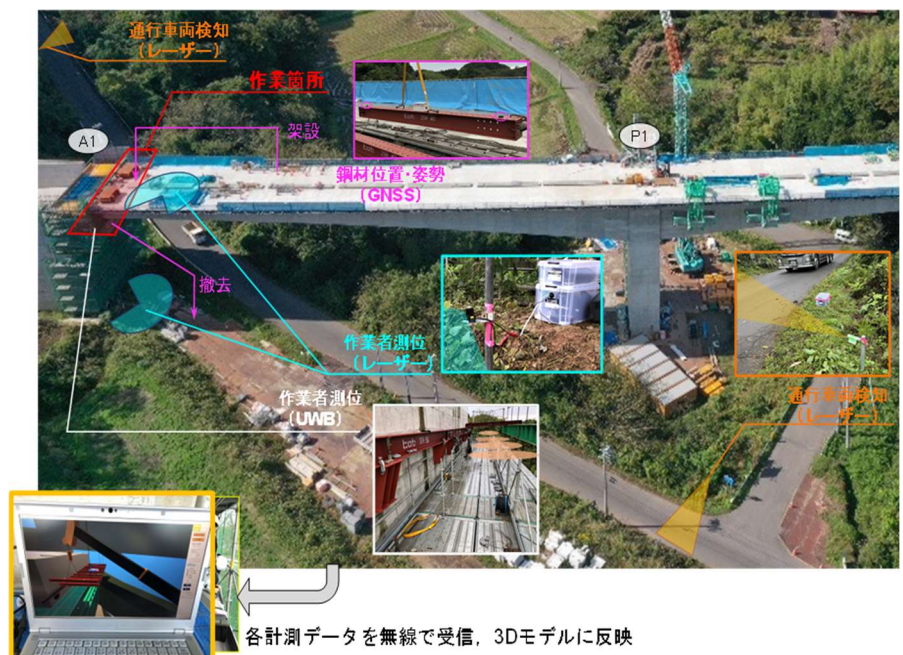 通行車両検知
(レーザー)
作業箇所
A1
架設
P1
鋼材位置・姿勢
(GNSS)
撤去
作業者測位
(レーザー)
作業者測位
(UWB)
通行車両検知
(レーザー)
各計測データを無線で受信，3Dモデルに反映